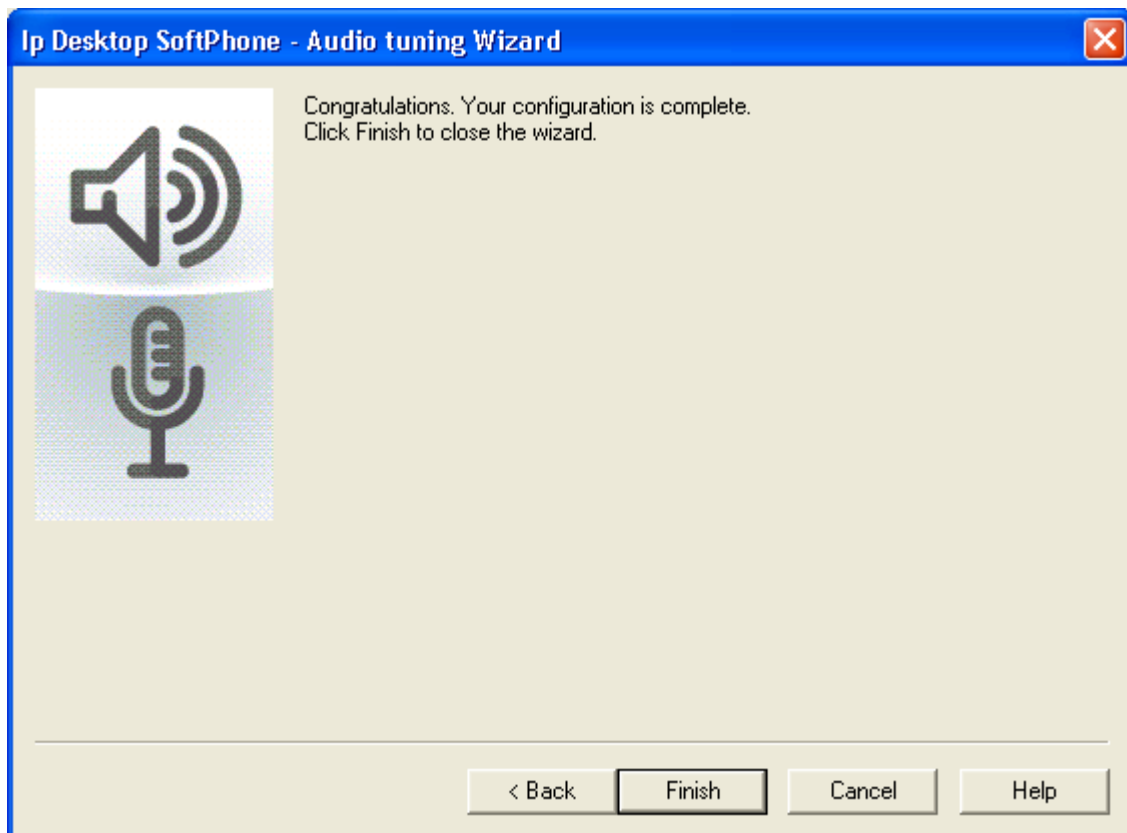 Ip Desktop SoftPhone - Audio tuning Wizard
Congratulations. Your configuration is complete.
Click Finish to close the wizard.
< Back
Finish
Cancel
Help